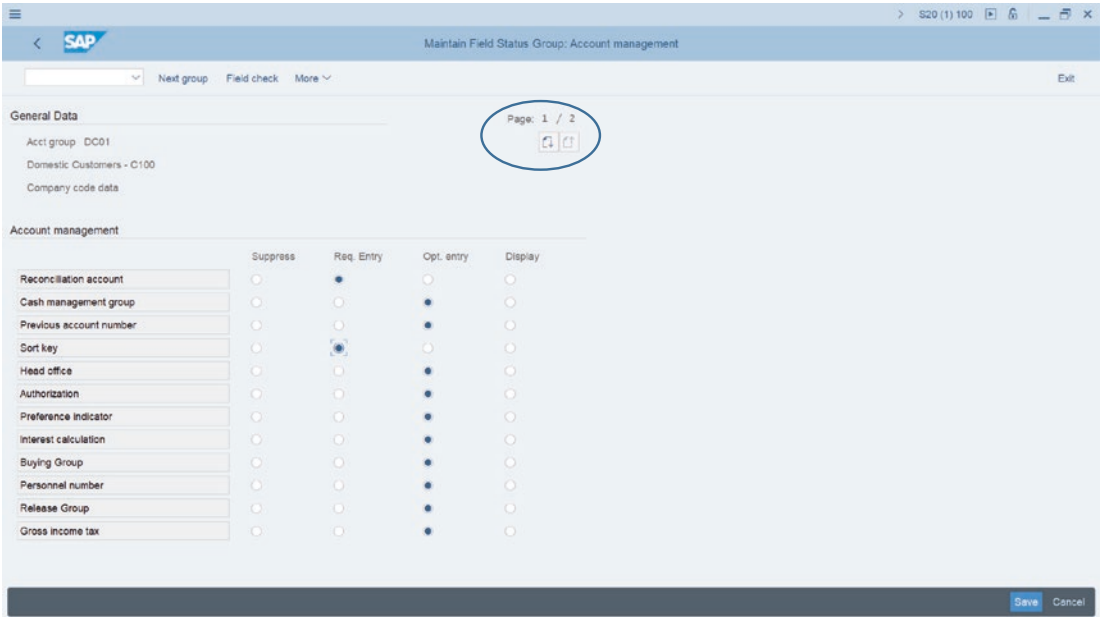 S20 (1) 100
SAP
Maintain Field Status Group: Account management
Next group Field check More Exit
General Data
Page: 1 / 2
Acct group DC01
Domestic Customers - C100
Company code data
Account management
Suppress Req. Entry Opt. entry Display
Reconciliation account
Cash management group
Previous account number
Sort key
Head office
Authorization
Preference indicator
Interest calculation
Buying Group
Personnel number
Release Group
Gross income tax
Save Cancel